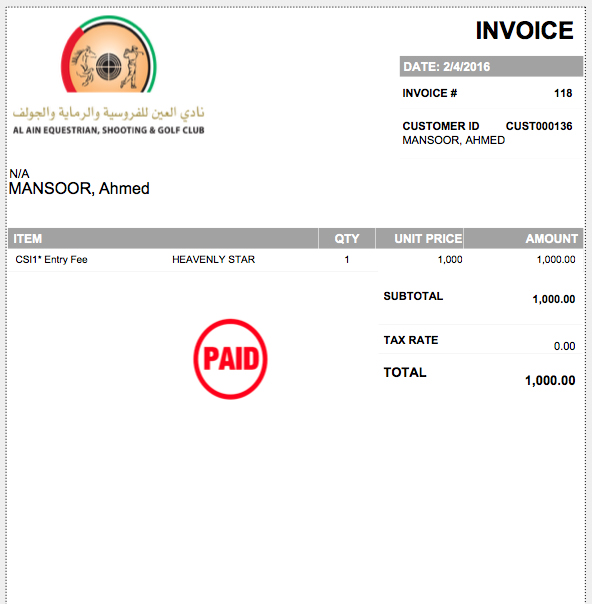 INVOICE
DATE: 2/4/2016
INVOICE # 118
نادي العين للفروسية والرماية والجولف
AL AIN EQUESTRIAN, SHOOTING & GOLF CLUB
CUSTOMER ID CUST000136
MANSOOR, AHMED
N/A
MANSOOR, Ahmed
ITEM QTY UNIT PRICE AMOUNT
CSI1* Entry Fee HEAVENLY STAR 1 1,000 1,000.00
SUBTOTAL 1,000.00
TAX RATE 0.00
TOTAL 1,000.00
PAID